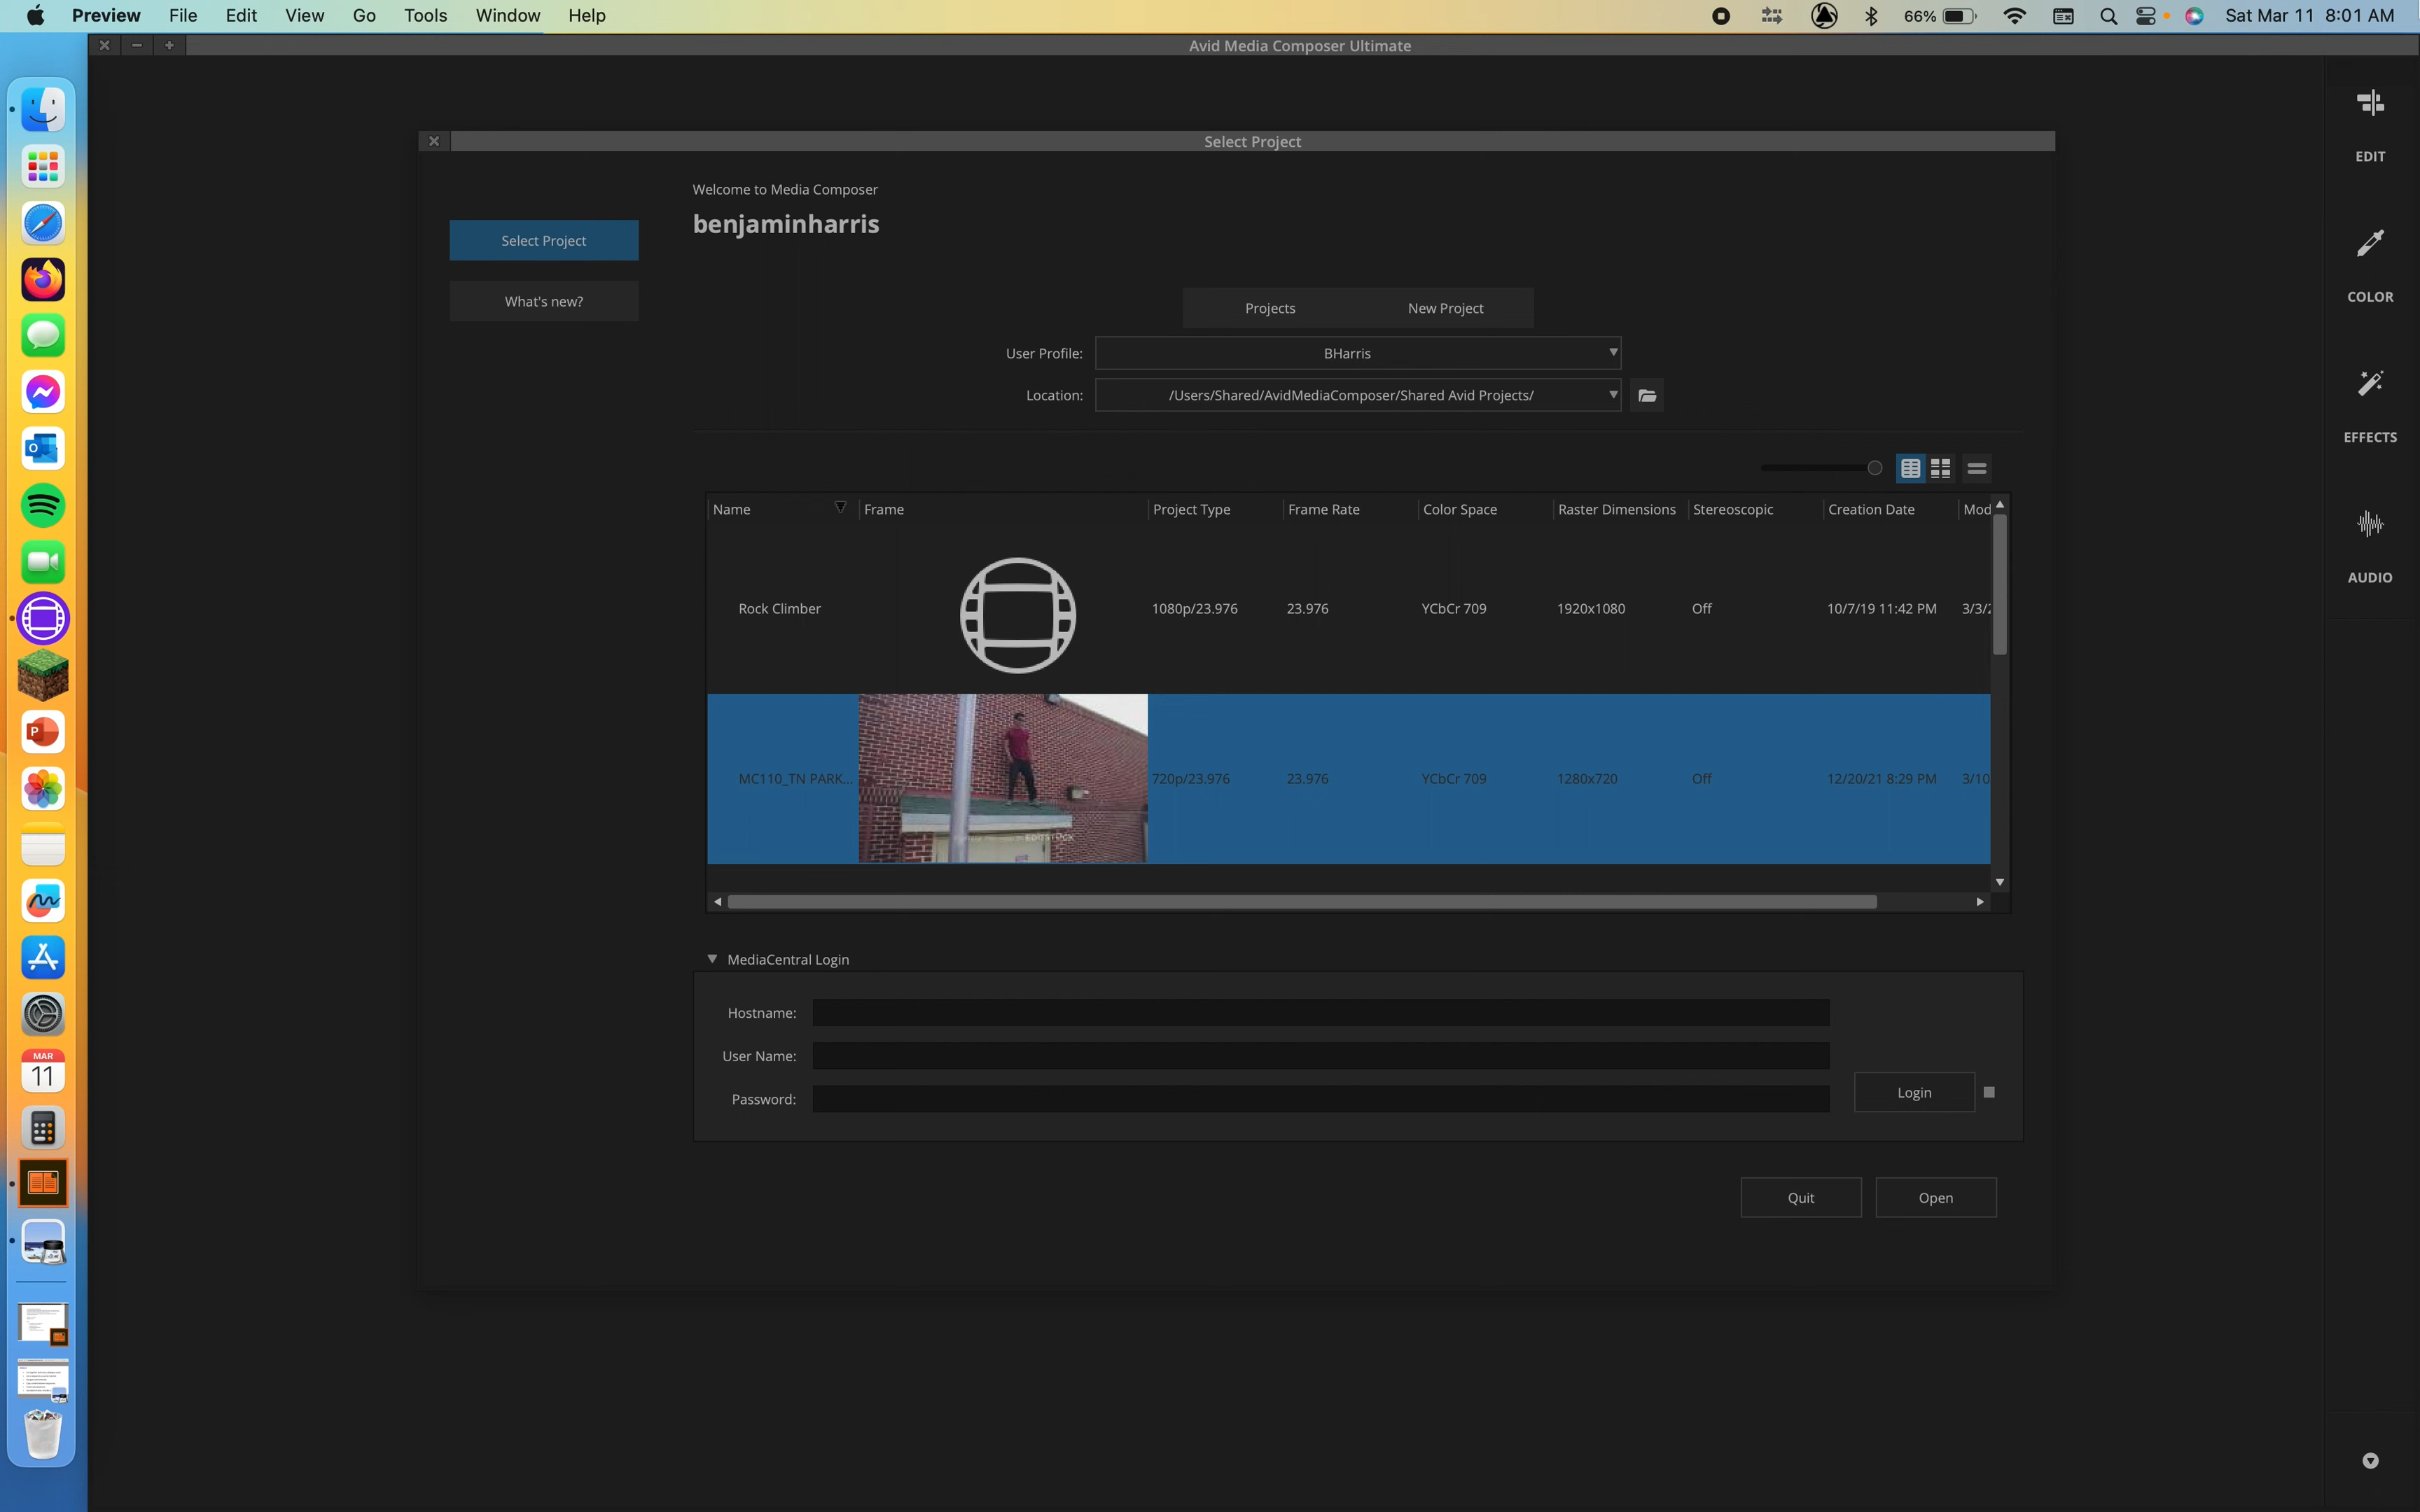 Preview File Edit View Go Tools Window Help 66% Sat Mar 11 8:01 AM
Avid Media Composer Ultimate
Select Project
Welcome to Media Composer
benjaminharris
Select Project
What's new?
Projects New Project
User Profile: BHarris
Location: /Users/Shared/AvidMediaComposer/Shared Avid Projects/
Name Frame Project Type Frame Rate Color Space Raster Dimensions Stereoscopic Creation Date Mod
Rock Climber 1080p/23.976 23.976 YCbCr 709 1920x1080 Off 10/7/19 11:42 PM 3/3/
MC110_TN PARK... 720p/23.976 23.976 YCbCr 709 1280x720 Off 12/20/21 8:29 PM 3/10
EDITSTOCK
MediaCentral Login
Hostname:
User Name:
Password:
Login
Quit Open
EDIT
COLOR
EFFECTS
AUDIO
MAR
11